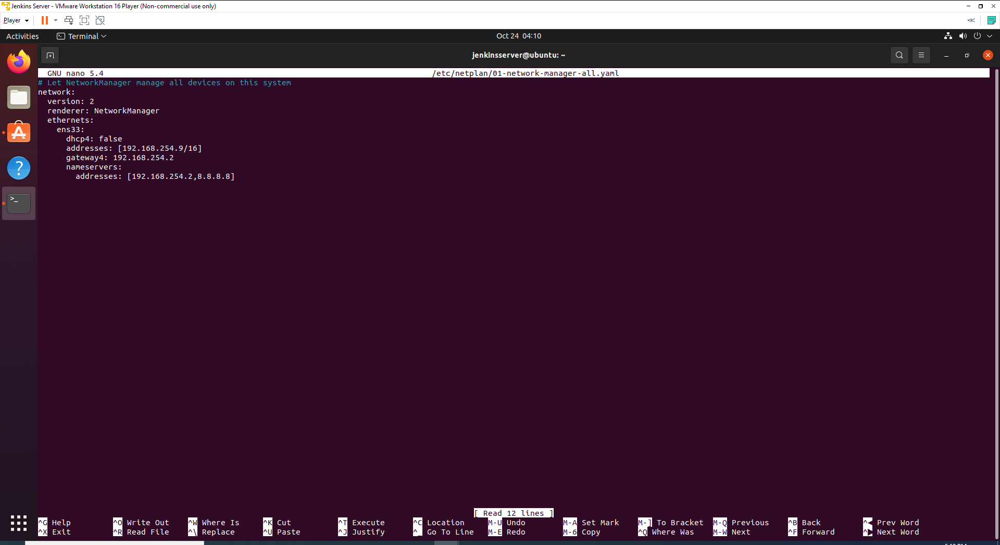 Jenkins Server - VMware Workstation 16 Player (Non-commercial use only)
Player
Activities
Terminal
Oct 24 04:10
jenkinsserver@ubuntu: ~
GNU nano 5.4 /etc/netplan/01-network-manager-all.yaml
# Let NetworkManager manage all devices on this system
network:
  version: 2
  renderer: NetworkManager
  ethernets:
    ens33:
      dhcp4: false
      addresses: [192.168.254.9/16]
      gateway4: 192.168.254.2
      nameservers:
        addresses: [192.168.254.2,8.8.8.8]
[ Read 12 lines ]
^G Help ^O Write Out ^W Where Is ^K Cut ^T Execute ^C Location M-U Undo M-A Set Mark M-] To Bracket M-Q Previous ^B Back ^◀ Prev Word
^X Exit ^R Read File ^\ Replace ^U Paste ^J Justify ^_ Go To Line M-E Redo M-6 Copy ^Q Where Was M-W Next ^F Forward ^▶ Next Word